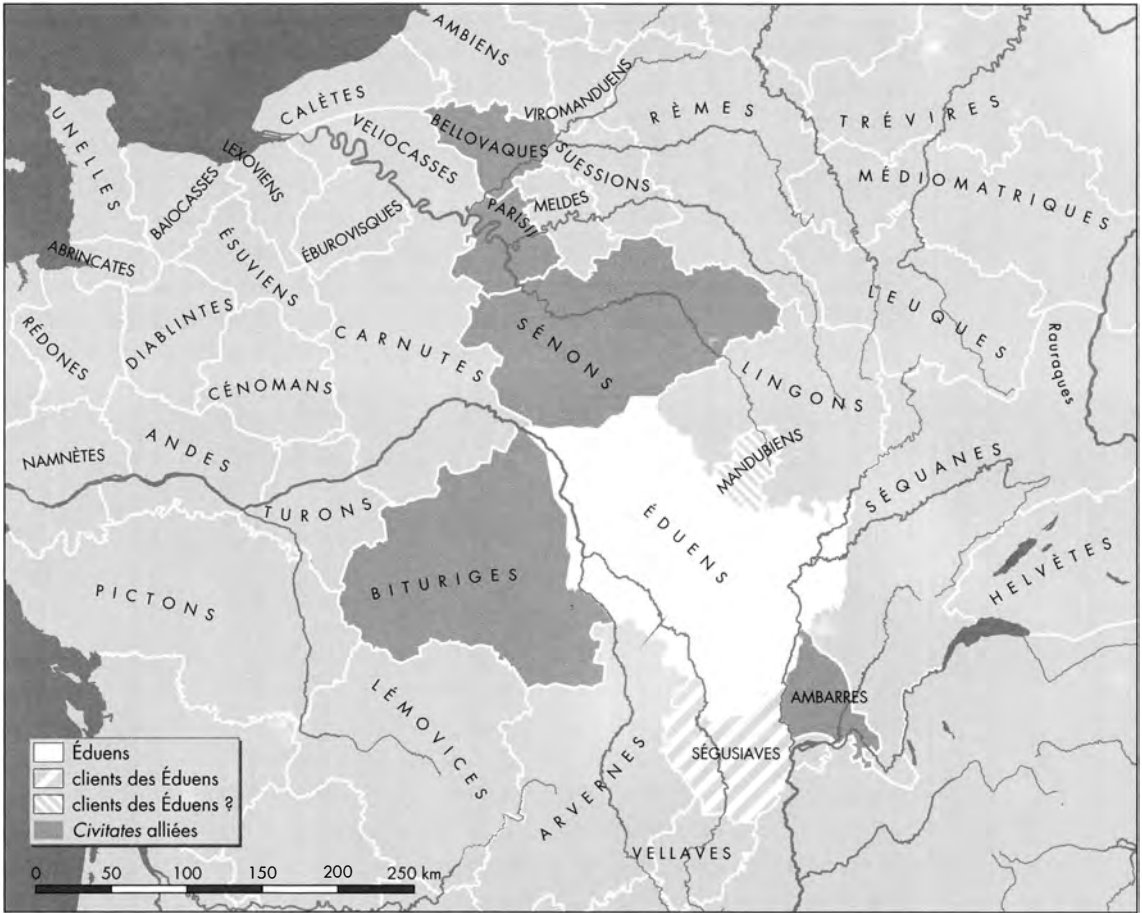 AMBIENS
CALÈTES
VIROMANDUENS
UNELLES
VELIOCASSES
BELLOVAQUES
RÈMES
TRÉVIRES
LEXOVIENS
SUESSIONS
BAIOCASSES
MELDES
MÉDIOMATRIQUES
PARISII
ÉBUROVISQUES
ABRINCATES
ÉSUVIENS
LEUQUES
DIABLINTES
SÉNONS
RÉDONES
CARNUTES
Rauraques
CÉNOMANS
LINGONS
ANDES
NAMNÈTES
MANDUBIENS
SÉQUANES
TURONS
ÉDUENS
HELVÈTES
BITURIGES
PICTONS
LÉMOVICES
AMBARRES
SÉGUSIAVES
ARVERNES
VELLAVES
Éduens
clients des Éduens
clients des Éduens ?
Civitates alliées
0 50 100 150 200 250 km